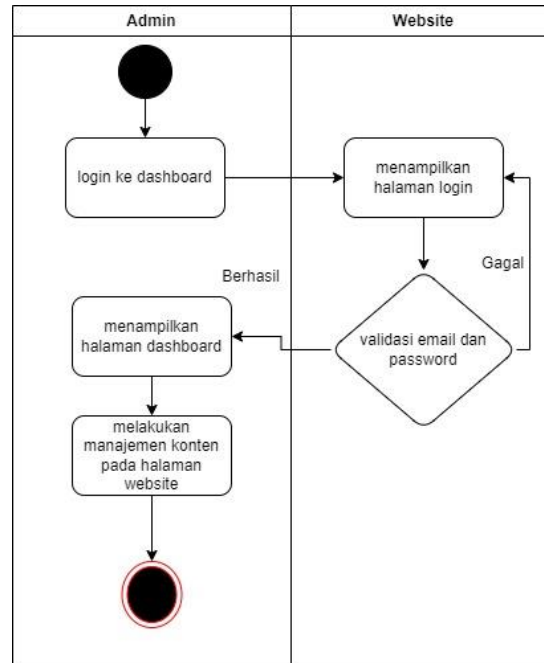 Admin
Website
login ke dashboard
menampilkan
halaman login
Berhasil
Gagal
menampilkan
halaman dashboard
validasi email dan
password
melakukan
manajemen konten
pada halaman
website